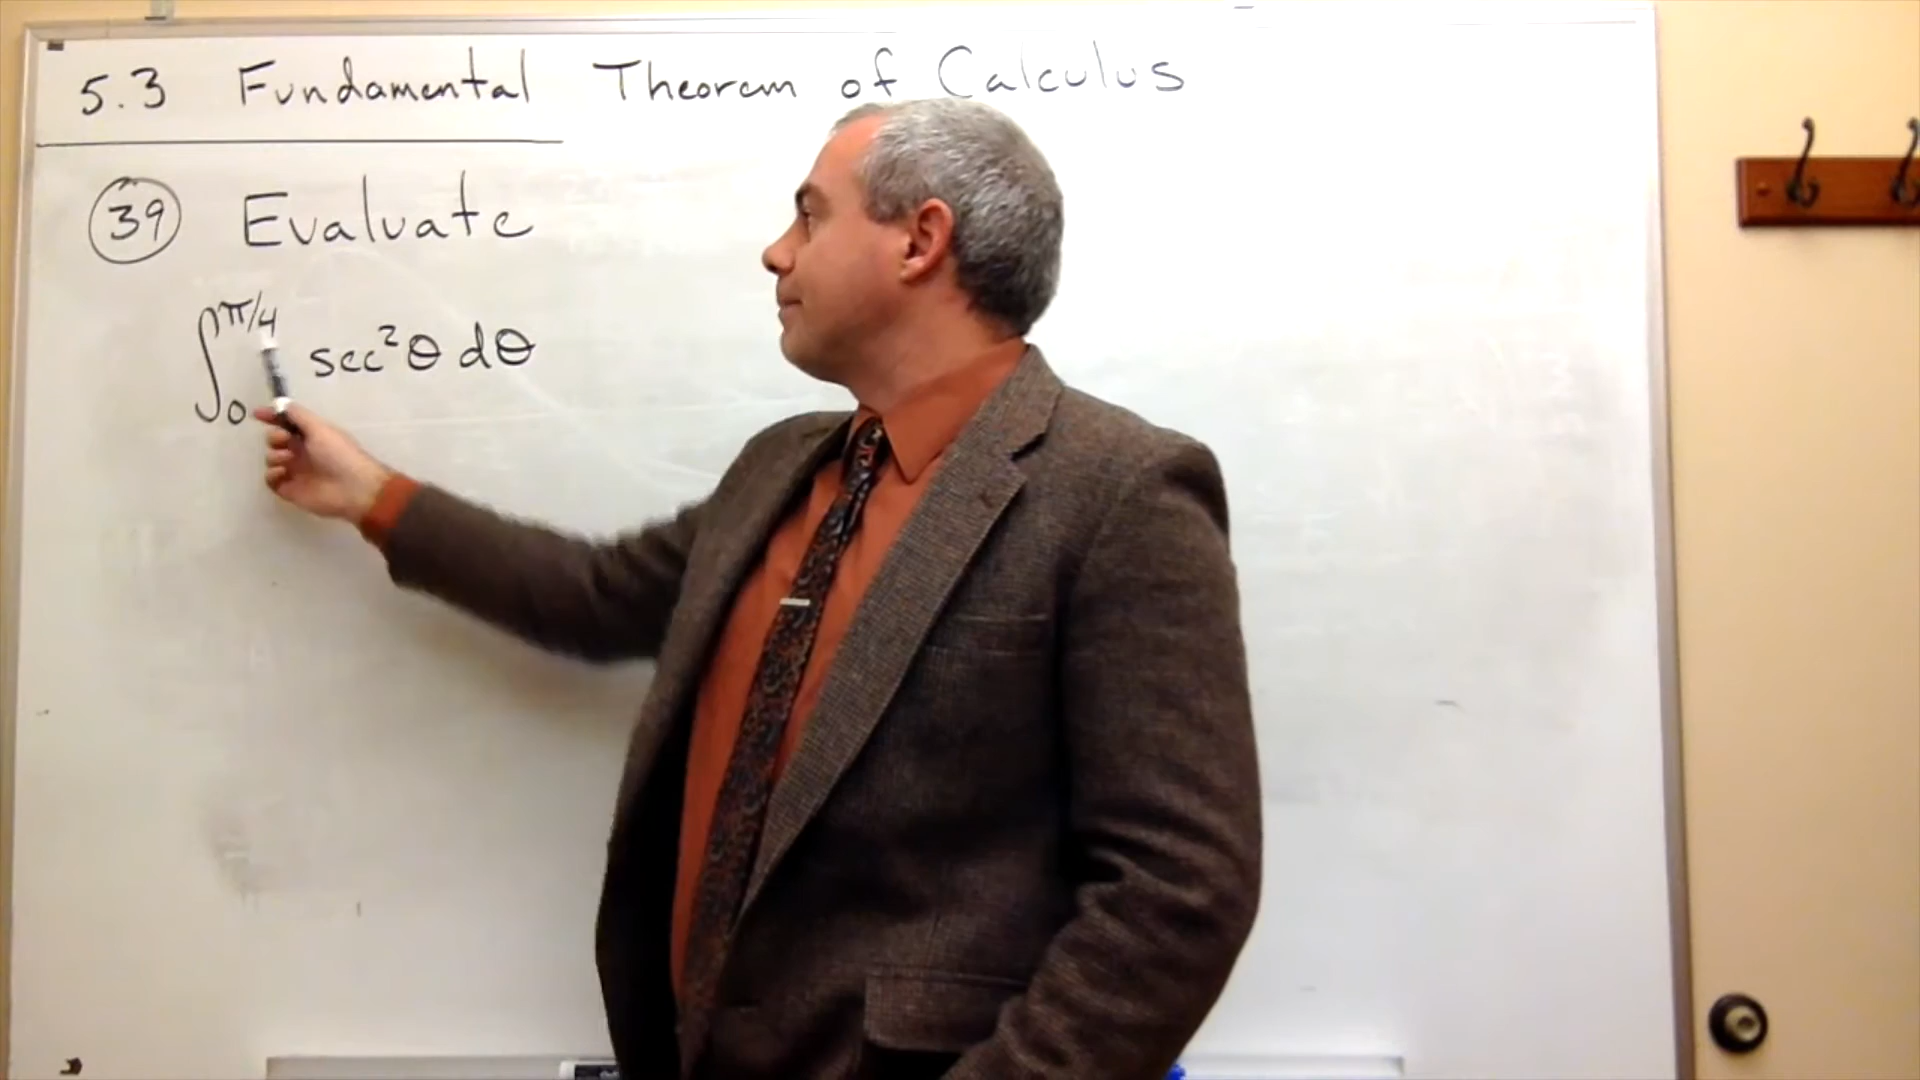 5.3 Fundamental Theorem of Calculus
39 Evaluate
∫₀^π/4 sec²θ dθ